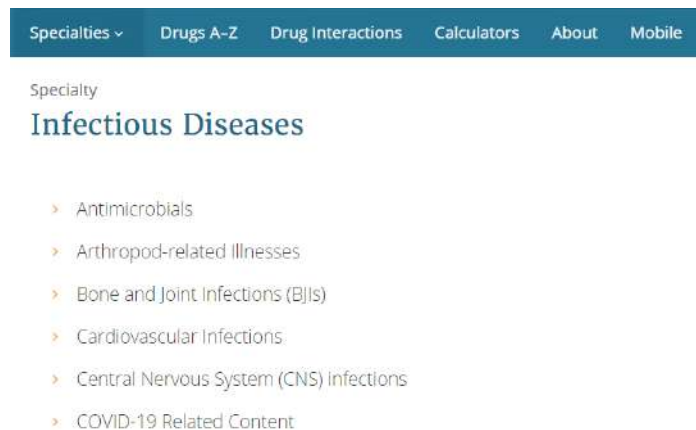 Specialties Drugs A–Z Drug Interactions Calculators About Mobile
Specialty
Infectious Diseases
Antimicrobials
Arthropod-related Illnesses
Bone and Joint Infections (BJIs)
Cardiovascular Infections
Central Nervous System (CNS) infections
COVID-19 Related Content